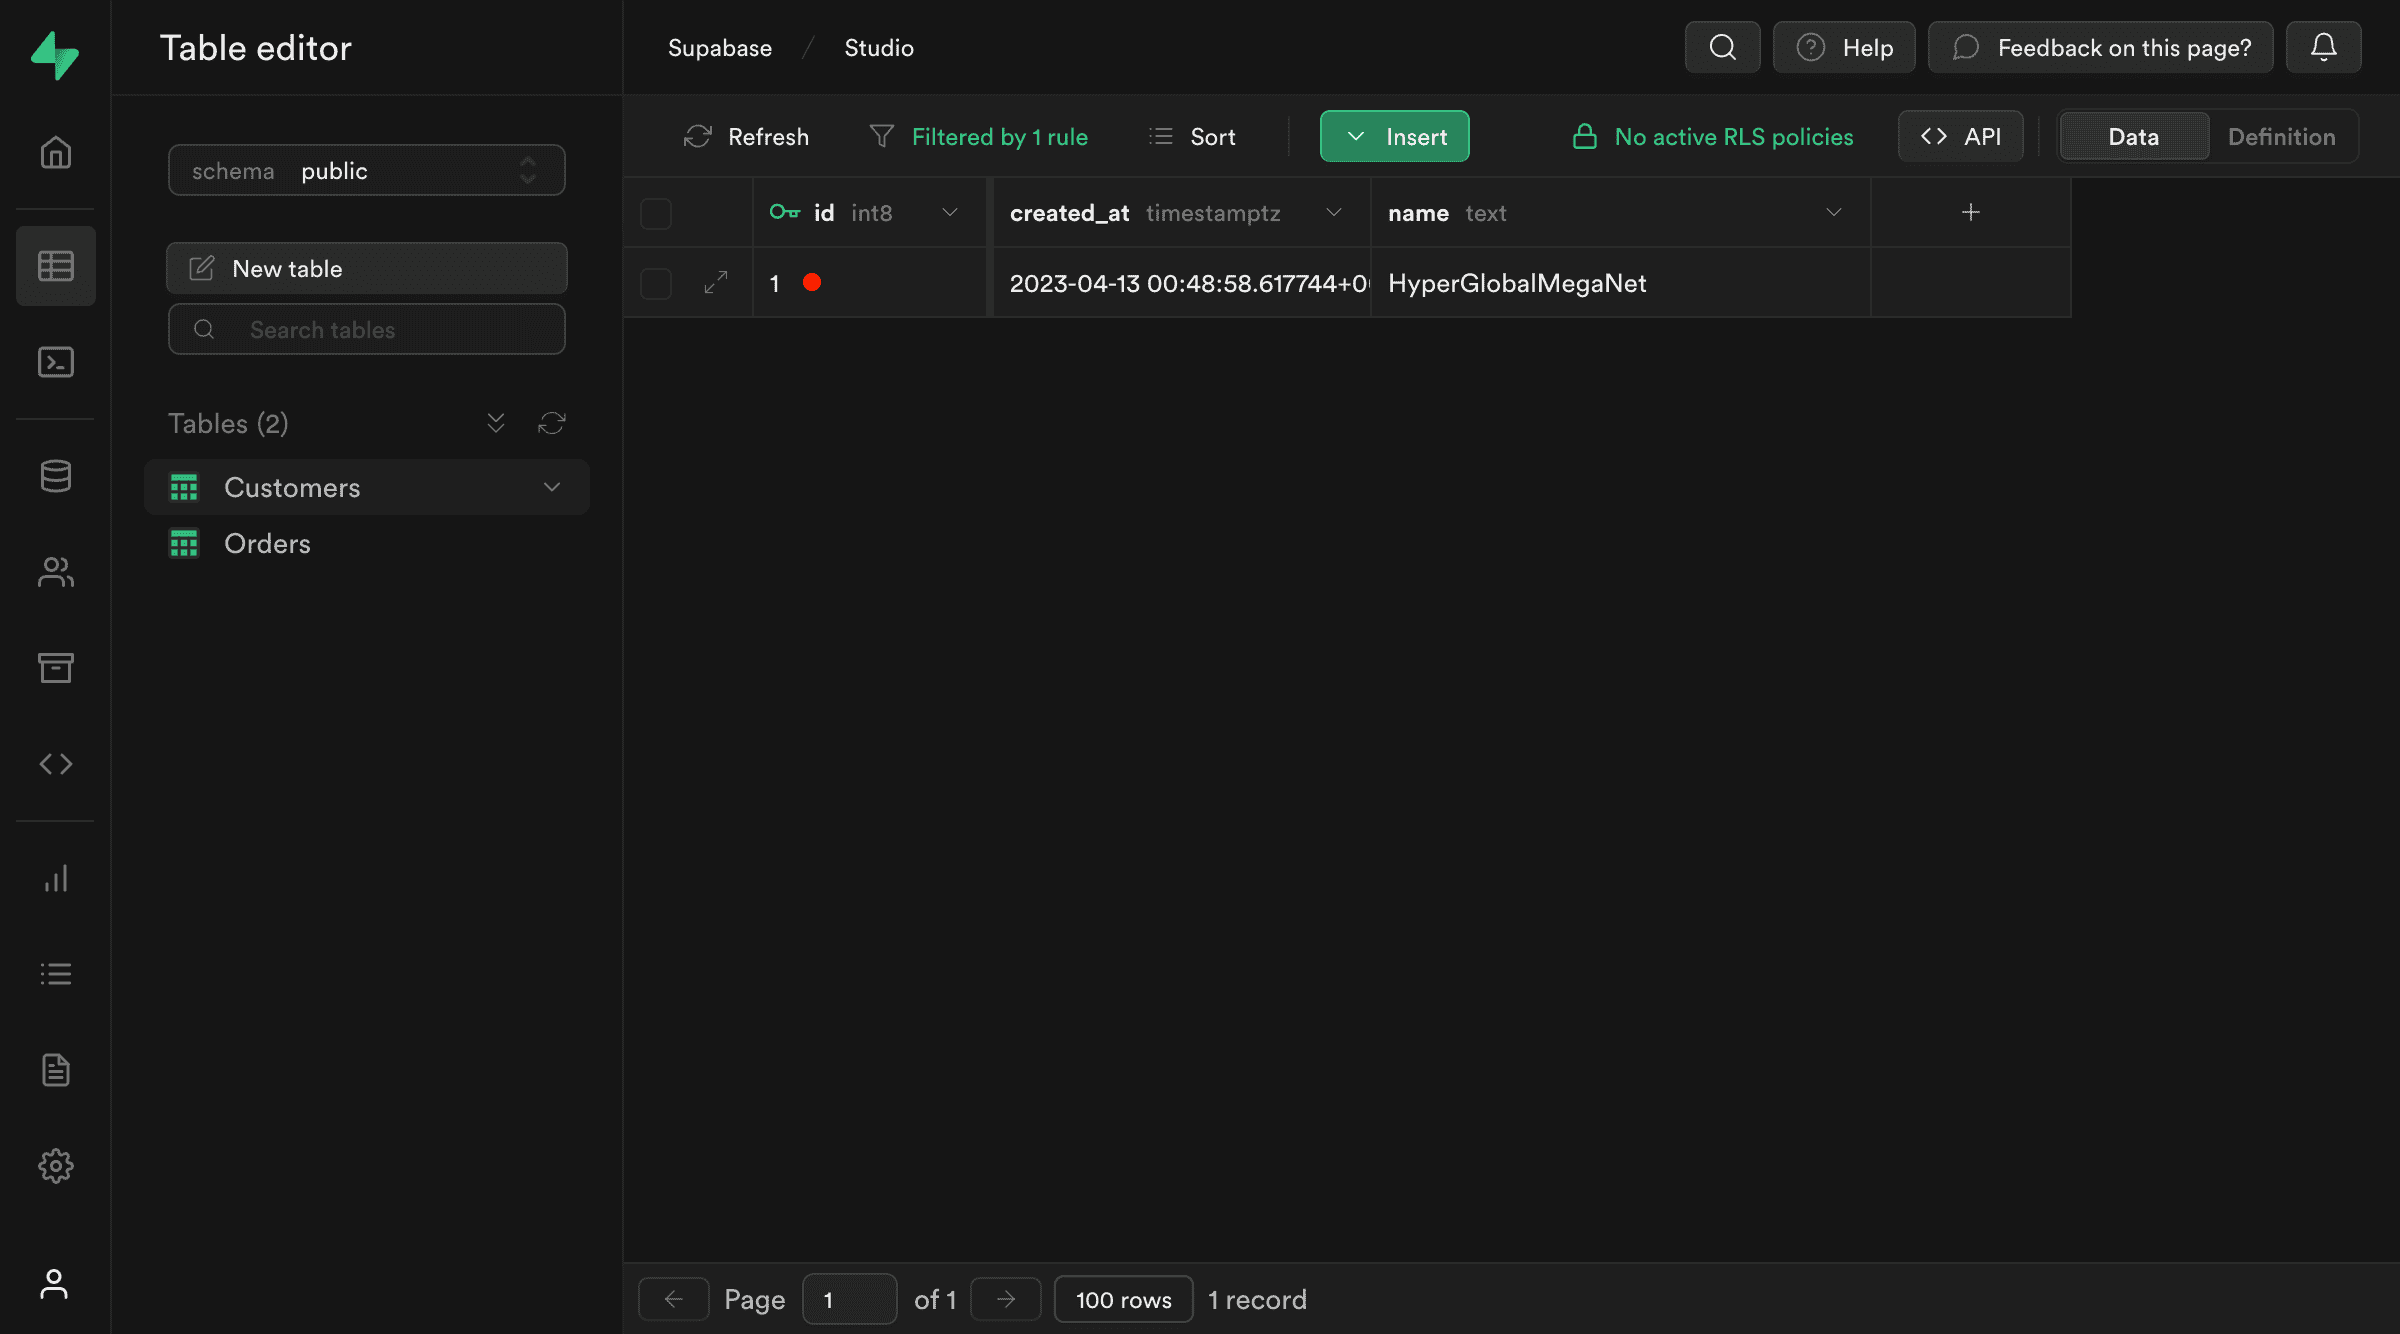 Table editor
Supabase / Studio
Help
Feedback on this page?
schema public
New table
Search tables
Tables (2)
Customers
Orders
Refresh
Filtered by 1 rule
Sort
Insert
No active RLS policies
<> API
Data
Definition
id int8
created_at timestamptz
name text
+
1
2023-04-13 00:48:58.617744+0
HyperGlobalMegaNet
Page 1 of 1
100 rows
1 record